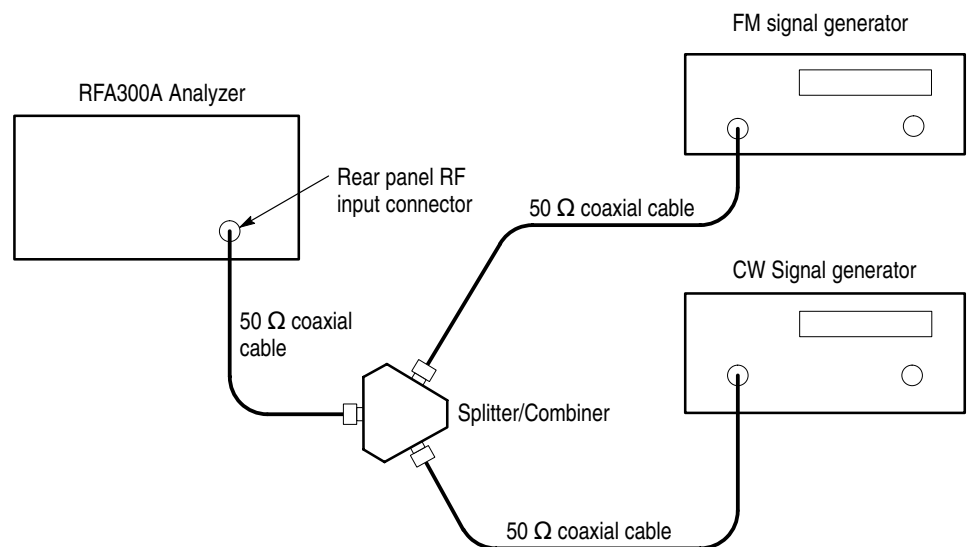 FM signal generator
RFA300A Analyzer
Rear panel RF
input connector
50 Ω coaxial cable
CW Signal generator
50 Ω coaxial
cable
Splitter/Combiner
50 Ω coaxial cable